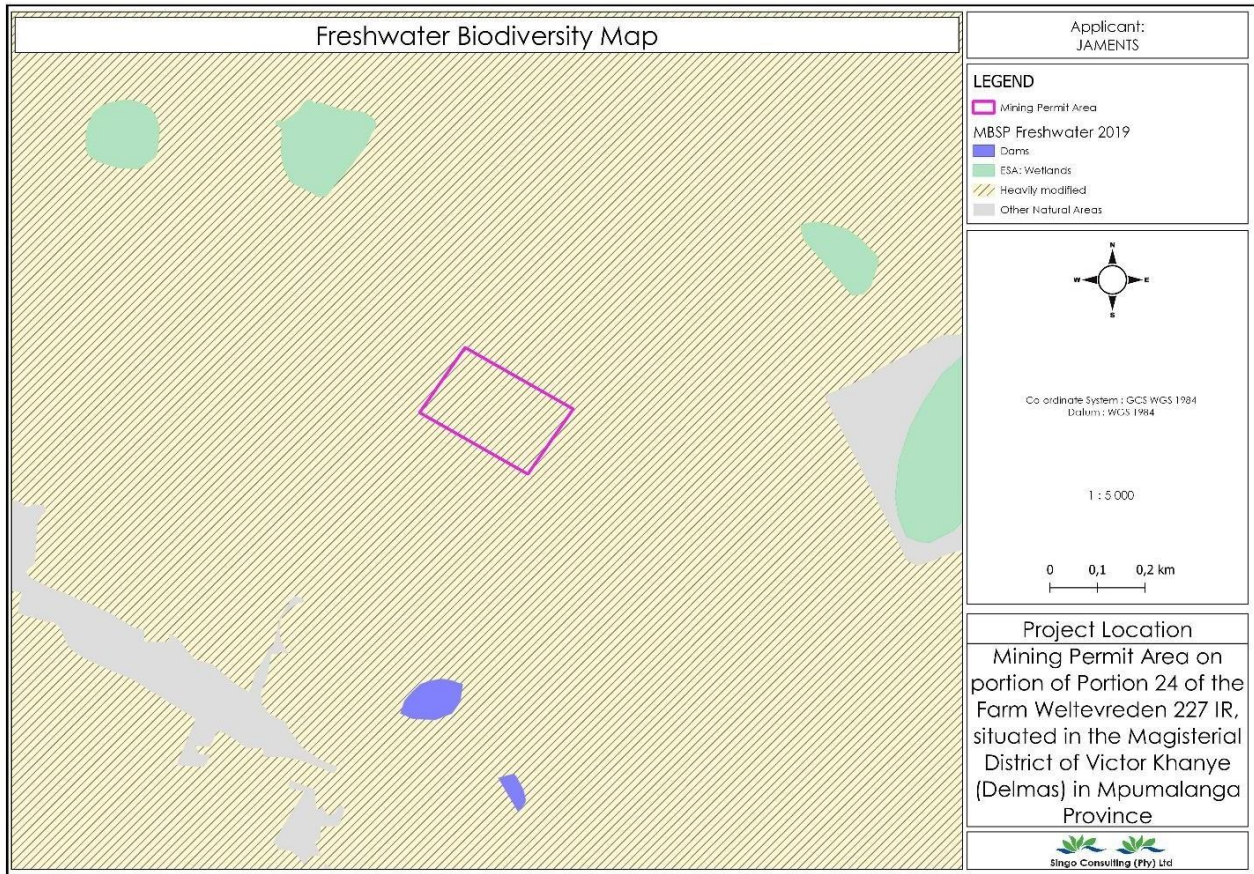 Freshwater Biodiversity Map
Applicant:
JAMENTS
LEGEND
Mining Permit Area
MBSP Freshwater 2019
Dams
ESA: Wetlands
Heavily modified
Other Natural Areas
N
W
E
S
Co ordinate System : GCS WGS 1984
Datum : WGS 1984
1 : 5 000
0 0,1 0,2 km
Project Location
Mining Permit Area on
portion of Portion 24 of the
Farm Weltevreden 227 IR,
situated in the Magisterial
District of Victor Khanye
(Delmas) in Mpumalanga
Province
Singo Consulting (Pty) Ltd